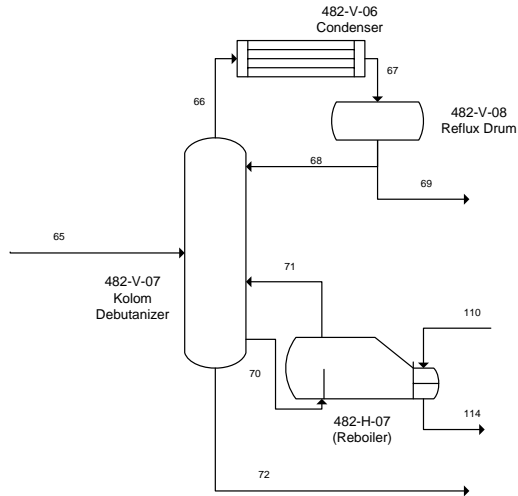 482-V-06
Condenser
67
66
482-V-08
Reflux Drum
68
69
65
71
482-V-07
Kolom
Debutanizer
110
70
114
482-H-07
(Reboiler)
72